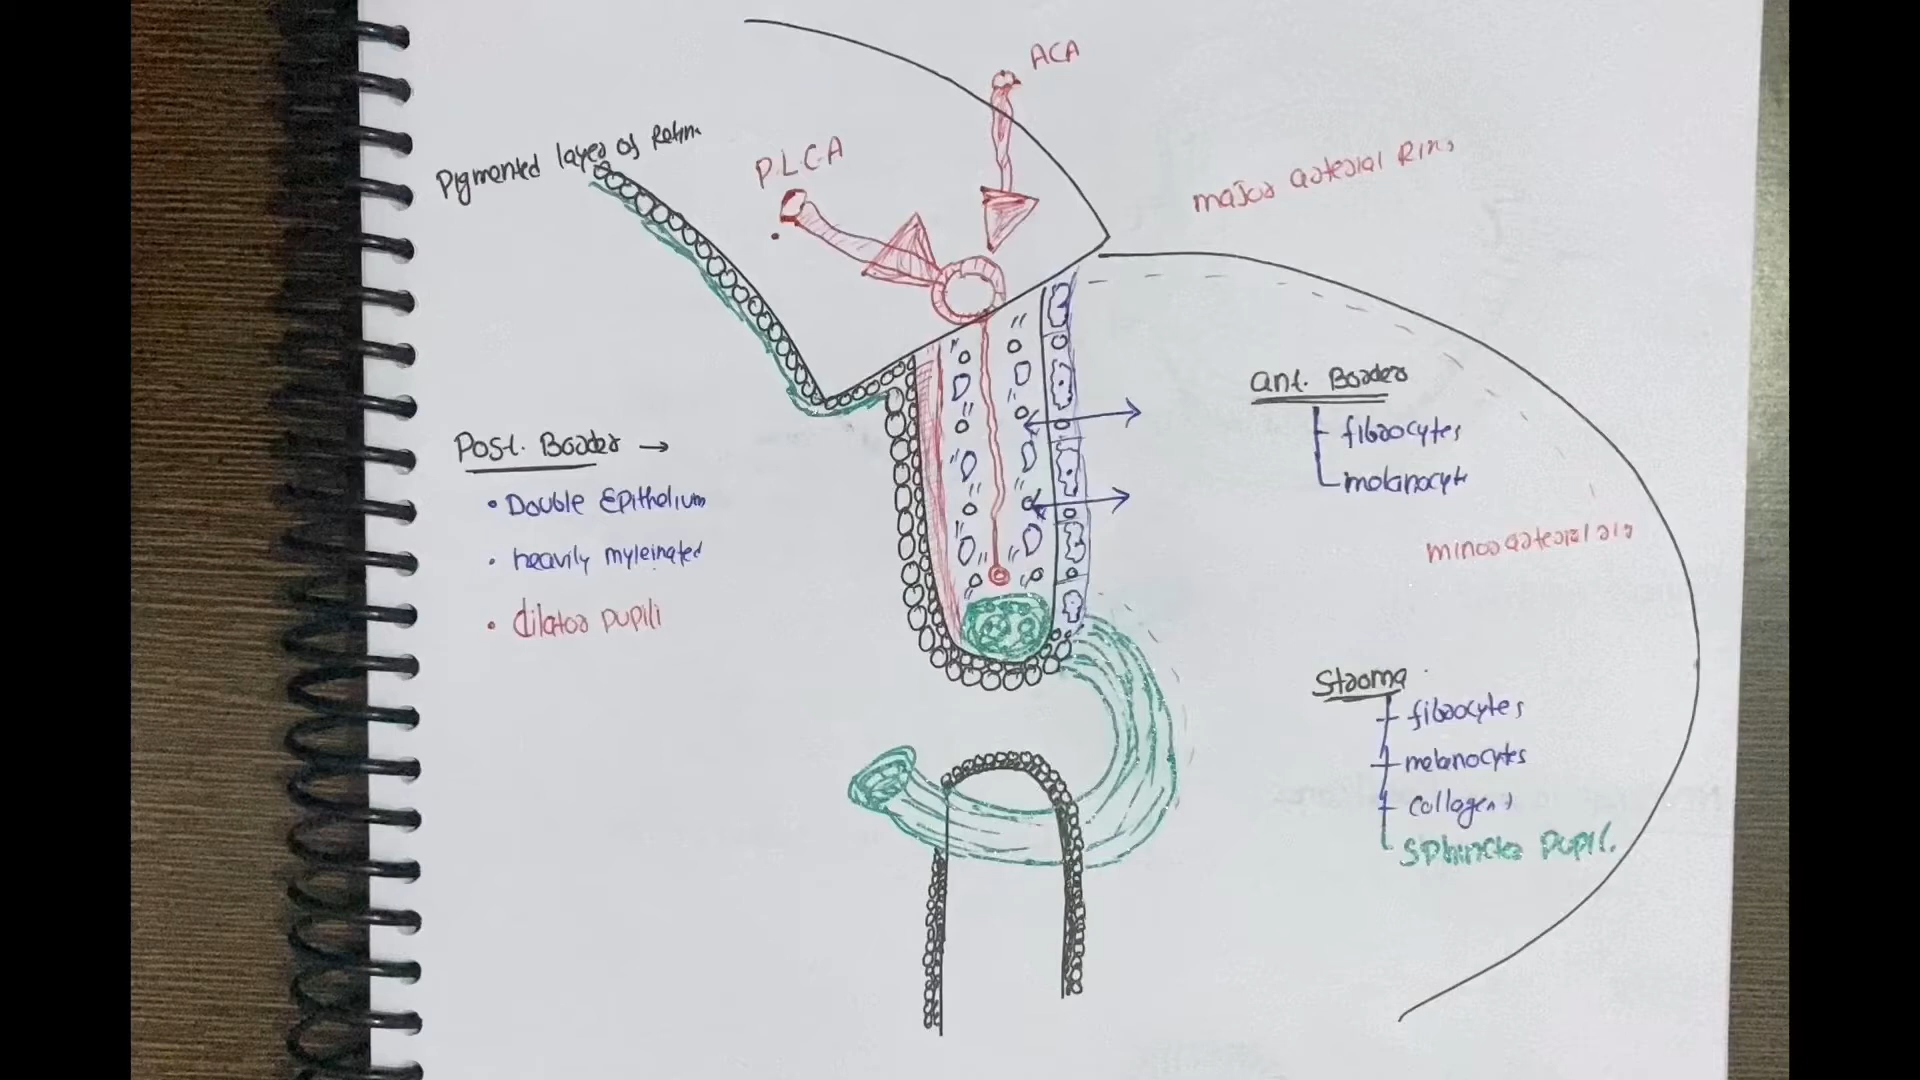 ACA
Pigmented layer of Retin
P.L.C.A
major arterial Ring
ant. Border
fibrocytes
melanocyte
Post. Border →
• Double Epithelium
• heavily myleinated
• dilator pupili
minor arterial
Stroma
fibrocytes
melanocytes
collagen
sphincter pupil.